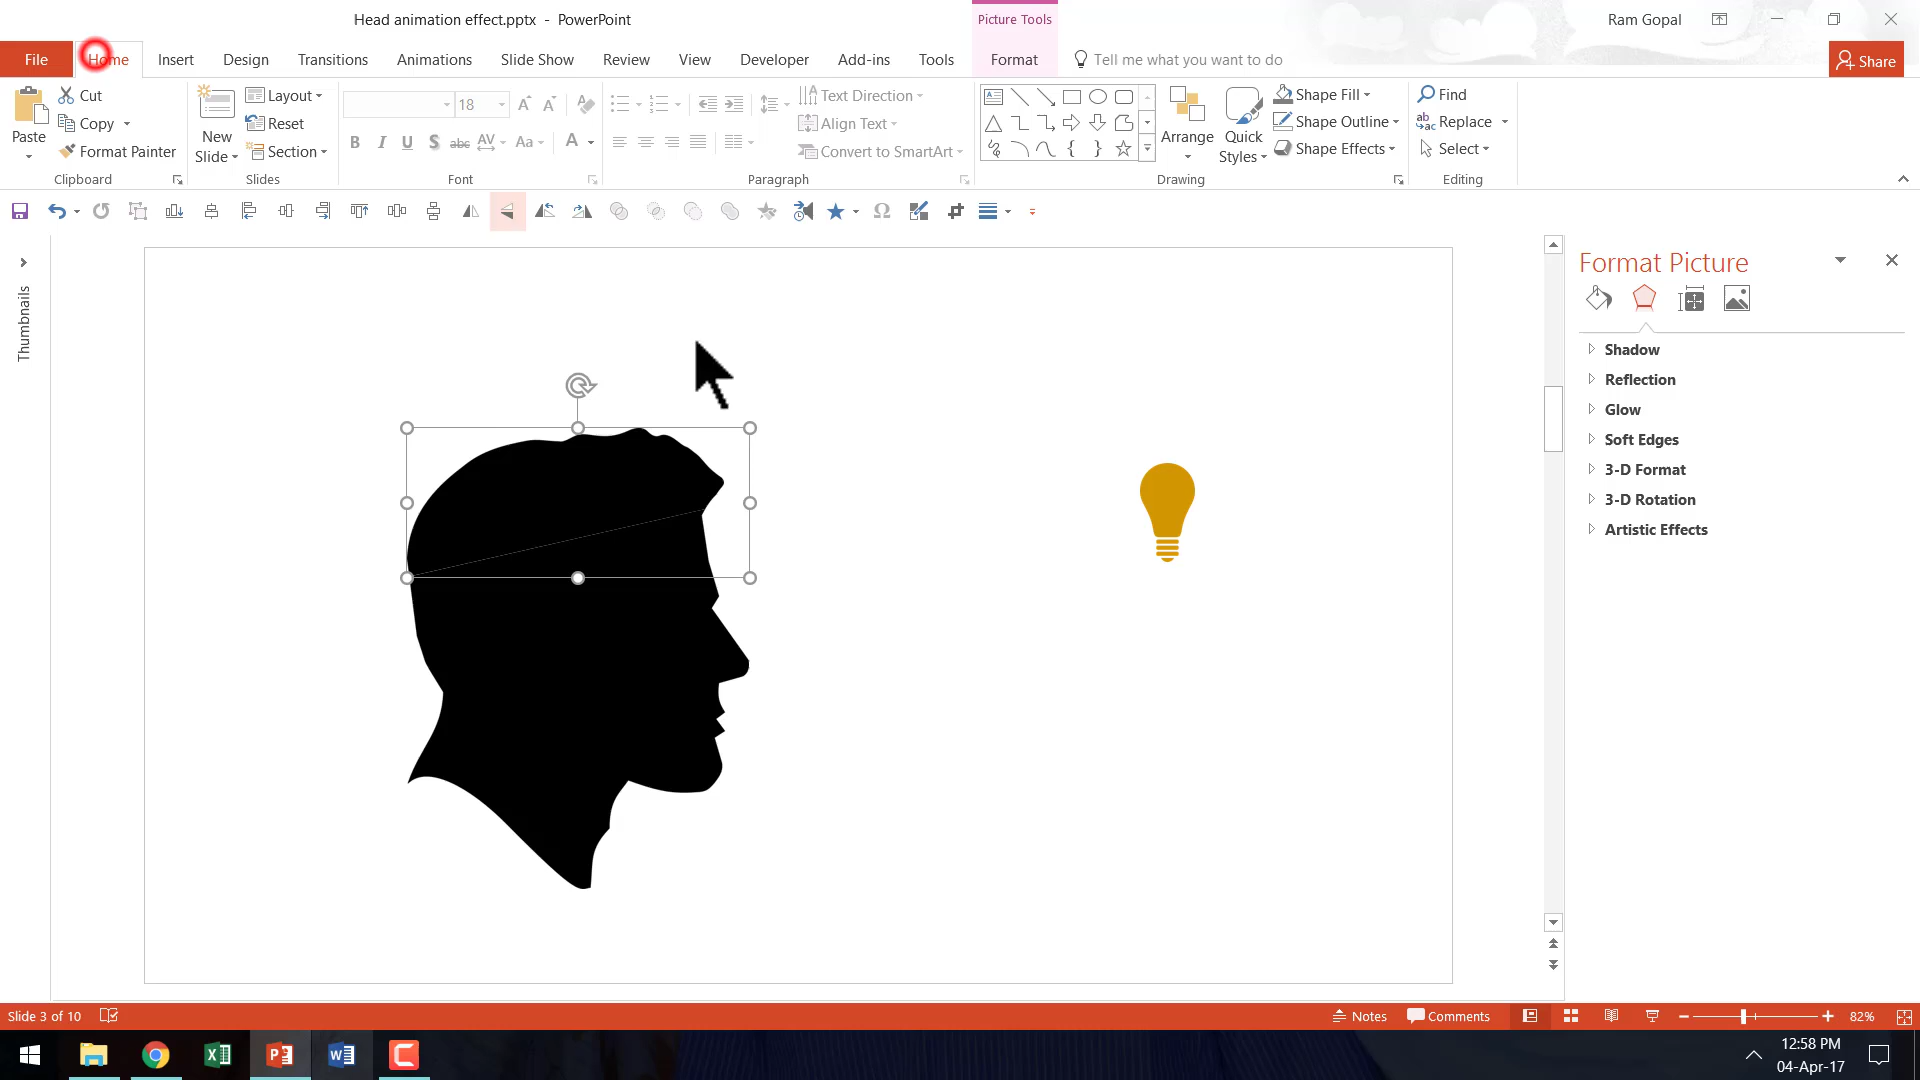 Head animation effect.pptx - PowerPoint
Picture Tools
Ram Gopal
File
Home
Insert
Design
Transitions
Animations
Slide Show
Review
View
Developer
Add-ins
Tools
Format
Tell me what you want to do
Share
Paste
Cut
Copy
Format Painter
Clipboard
New
Slide
Layout
Reset
Section
Slides
18
B I U S abc AV Aa A
Font
Text Direction
Align Text
Convert to SmartArt
Paragraph
Arrange
Quick
Styles
Shape Fill
Shape Outline
Shape Effects
Drawing
Find
Replace
Select
Editing
Thumbnails
Format Picture
Shadow
Reflection
Glow
Soft Edges
3-D Format
3-D Rotation
Artistic Effects
Slide 3 of 10
Notes
Comments
82%
12:58 PM
04-Apr-17